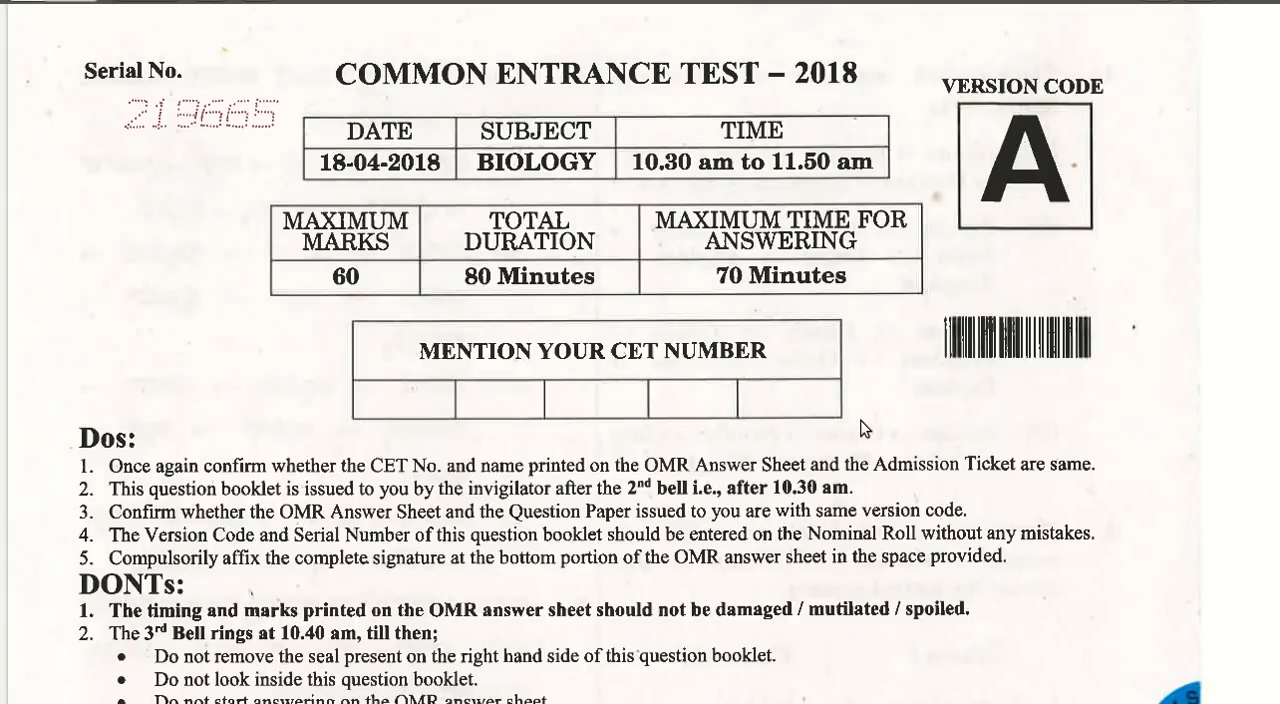 Serial No.
219665
COMMON ENTRANCE TEST – 2018
VERSION CODE
A
DATE SUBJECT TIME
18-04-2018 BIOLOGY 10.30 am to 11.50 am
MAXIMUM MARKS TOTAL DURATION MAXIMUM TIME FOR ANSWERING
60 80 Minutes 70 Minutes
MENTION YOUR CET NUMBER
Dos:
1. Once again confirm whether the CET No. and name printed on the OMR Answer Sheet and the Admission Ticket are same.
2. This question booklet is issued to you by the invigilator after the 2nd bell i.e., after 10.30 am.
3. Confirm whether the OMR Answer Sheet and the Question Paper issued to you are with same version code.
4. The Version Code and Serial Number of this question booklet should be entered on the Nominal Roll without any mistakes.
5. Compulsorily affix the complete signature at the bottom portion of the OMR answer sheet in the space provided.
DONTs:
1. The timing and marks printed on the OMR answer sheet should not be damaged / mutilated / spoiled.
2. The 3rd Bell rings at 10.40 am, till then;
• Do not remove the seal present on the right hand side of this question booklet.
• Do not look inside this question booklet.
• Do not start answering on the OMR answer sheet